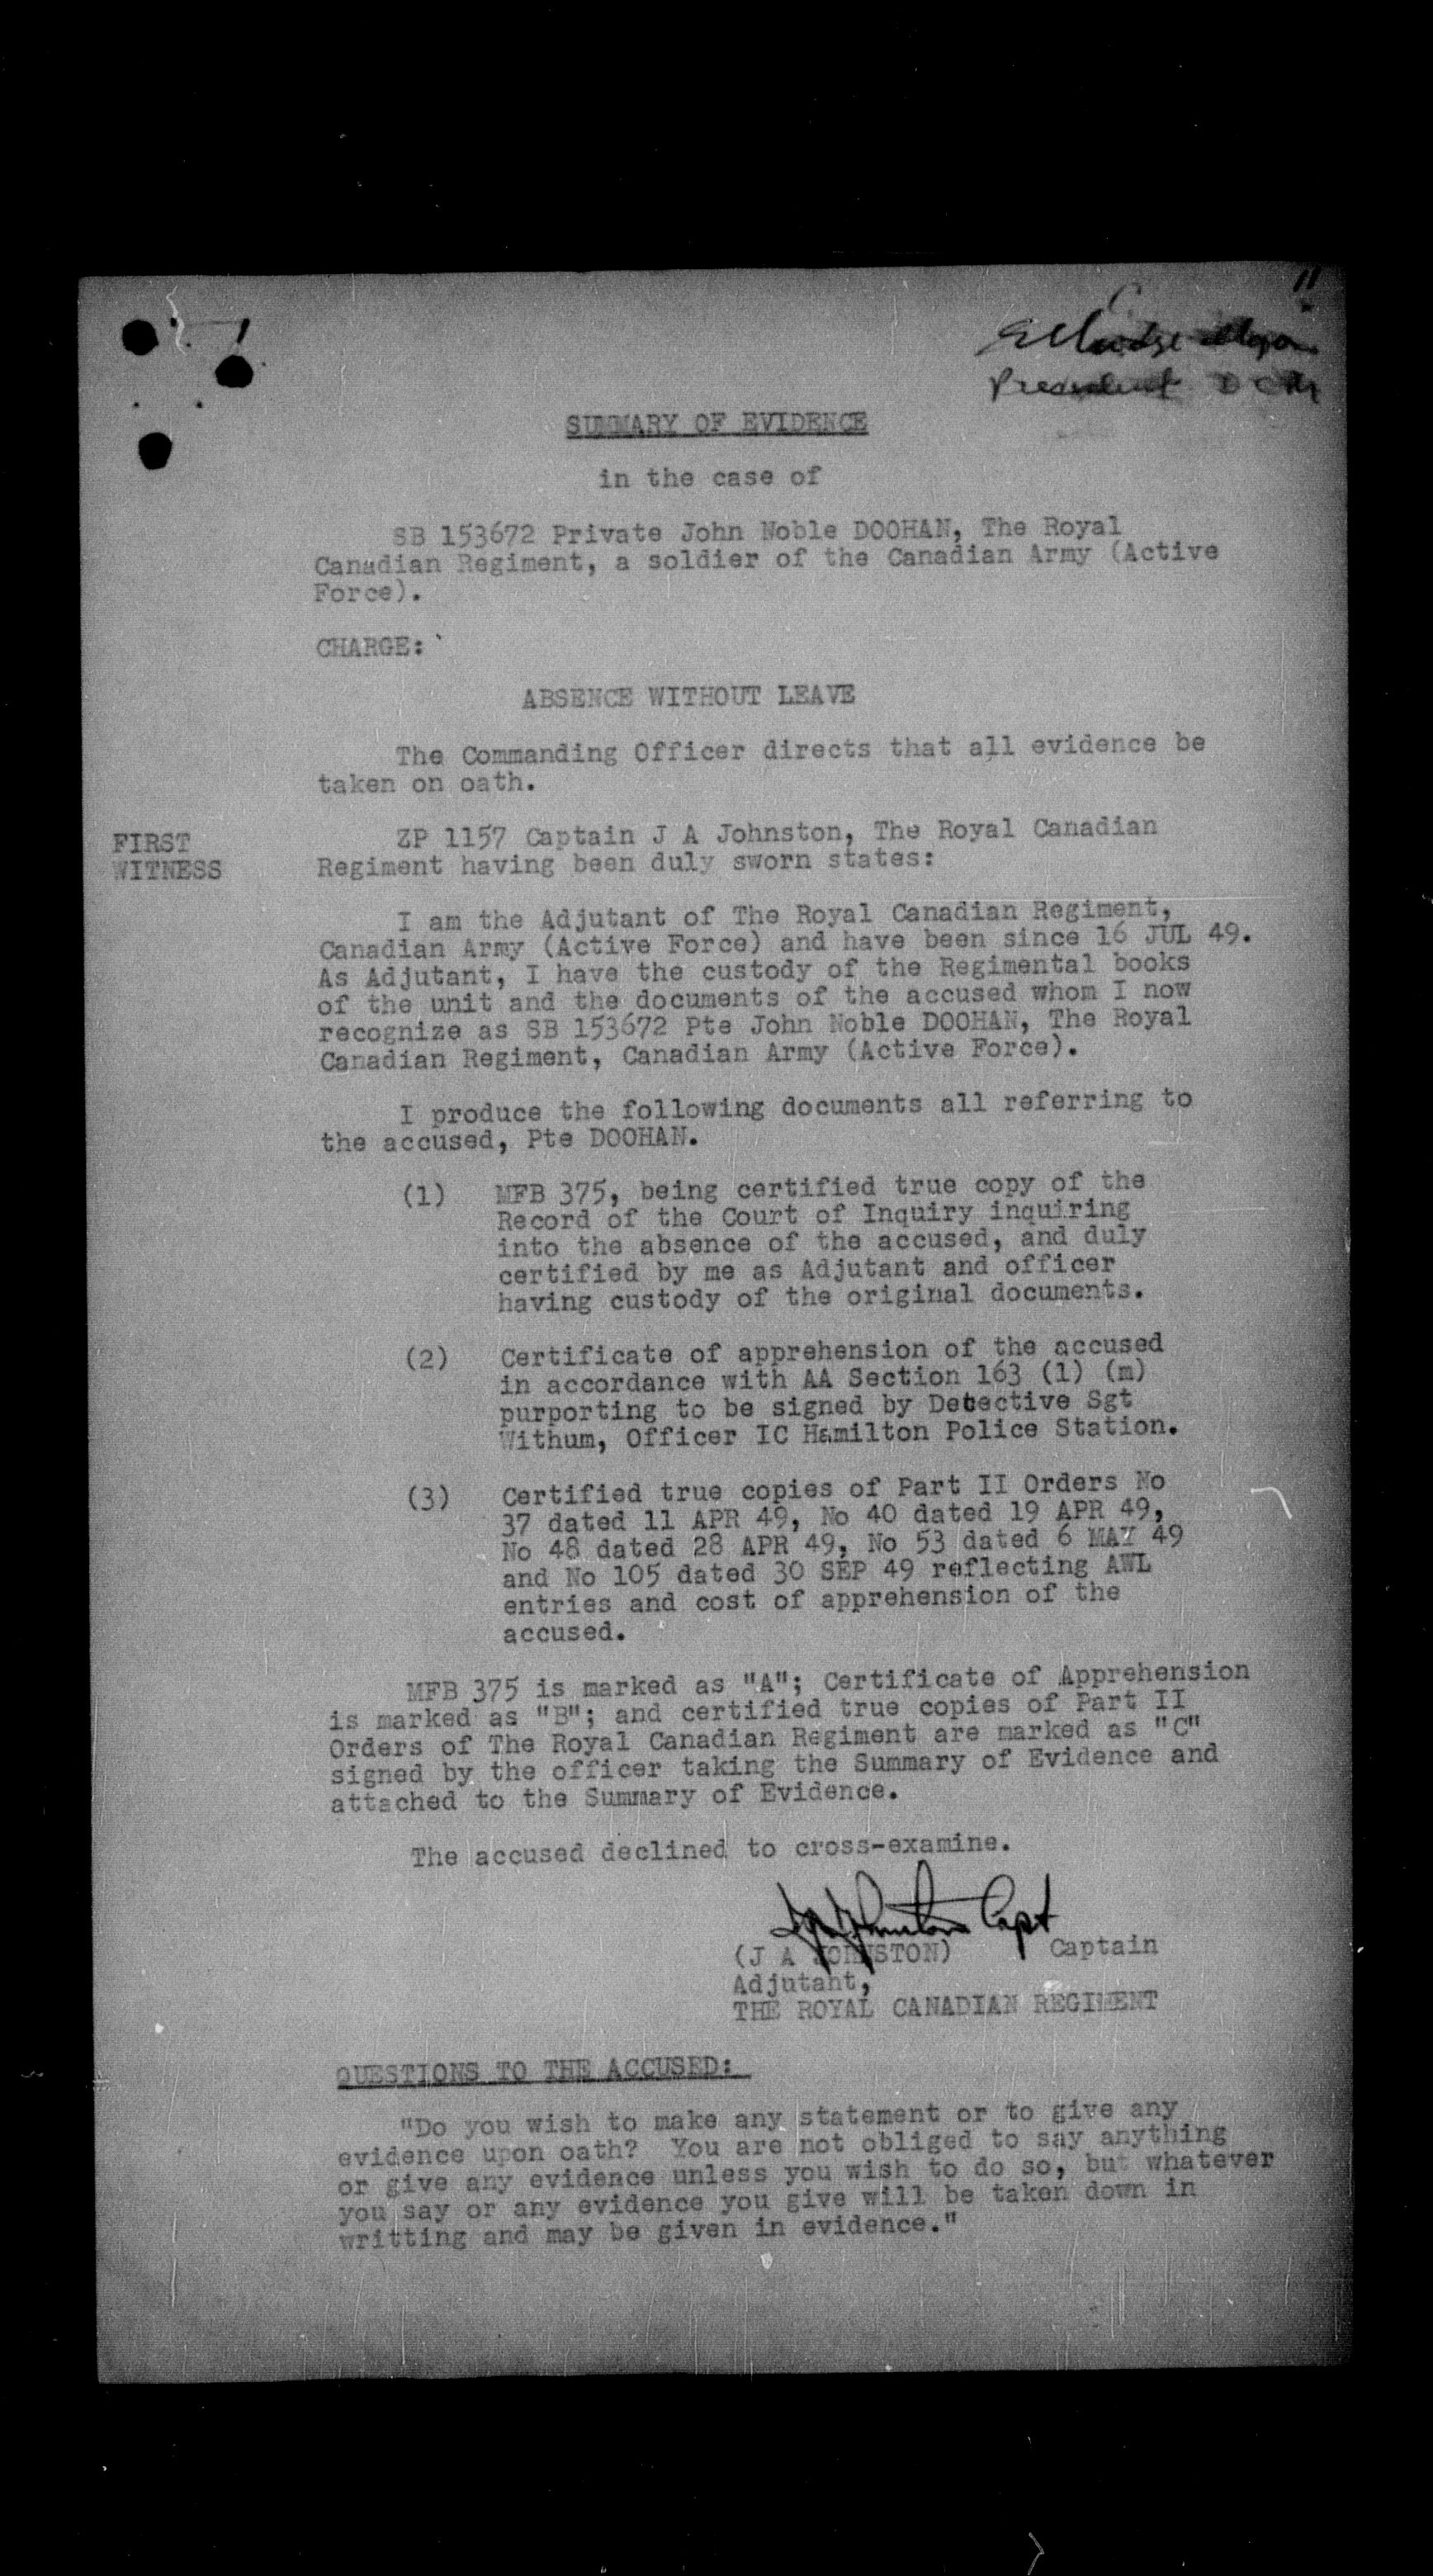 11
President DCM
SUMMARY OF EVIDENCE
in the case of
SB 153672 Private John Noble DOOHAN, The Royal
Canadian Regiment, a soldier of the Canadian Army (Active
Force).
CHARGE:
ABSENCE WITHOUT LEAVE
The Commanding Officer directs that all evidence be
taken on oath.
FIRST
WITNESS
ZP 1157 Captain J A Johnston, The Royal Canadian
Regiment having been duly sworn states:
I am the Adjutant of The Royal Canadian Regiment,
Canadian Army (Active Force) and have been since 16 JUL 49.
As Adjutant, I have the custody of the Regimental books
of the unit and the documents of the accused whom I now
recognize as SB 153672 Pte John Noble DOOHAN, The Royal
Canadian Regiment, Canadian Army (Active Force).
I produce the following documents all referring to
the accused, Pte DOOHAN.
(1) MFB 375, being certified true copy of the
Record of the Court of Inquiry inquiring
into the absence of the accused, and duly
certified by me as Adjutant and officer
having custody of the original documents.
(2) Certificate of apprehension of the accused
in accordance with AA Section 163 (1) (m)
purporting to be signed by Detective Sgt
Withum, Officer IC Hamilton Police Station.
(3) Certified true copies of Part II Orders No
37 dated 11 APR 49, No 40 dated 19 APR 49,
No 48 dated 28 APR 49, No 53 dated 6 MAY 49
and No 105 dated 30 SEP 49 reflecting AWL
entries and cost of apprehension of the
accused.
MFB 375 is marked as "A"; Certificate of Apprehension
is marked as "B"; and certified true copies of Part II
Orders of The Royal Canadian Regiment are marked as "C"
signed by the officer taking the Summary of Evidence and
attached to the Summary of Evidence.
The accused declined to cross-examine.
J A Johnston Capt
(J A JOHNSTON) Captain
Adjutant,
THE ROYAL CANADIAN REGIMENT
QUESTIONS TO THE ACCUSED:
"Do you wish to make any statement or to give any
evidence upon oath? You are not obliged to say anything
or give any evidence unless you wish to do so, but whatever
you say or any evidence you give will be taken down in
writting and may be given in evidence."